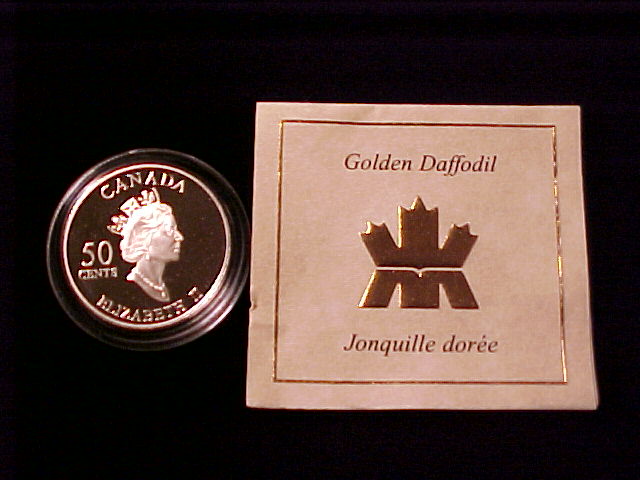 CANADA
50
CENTS
ELIZABETH II
Golden Daffodil
Jonquille dorée